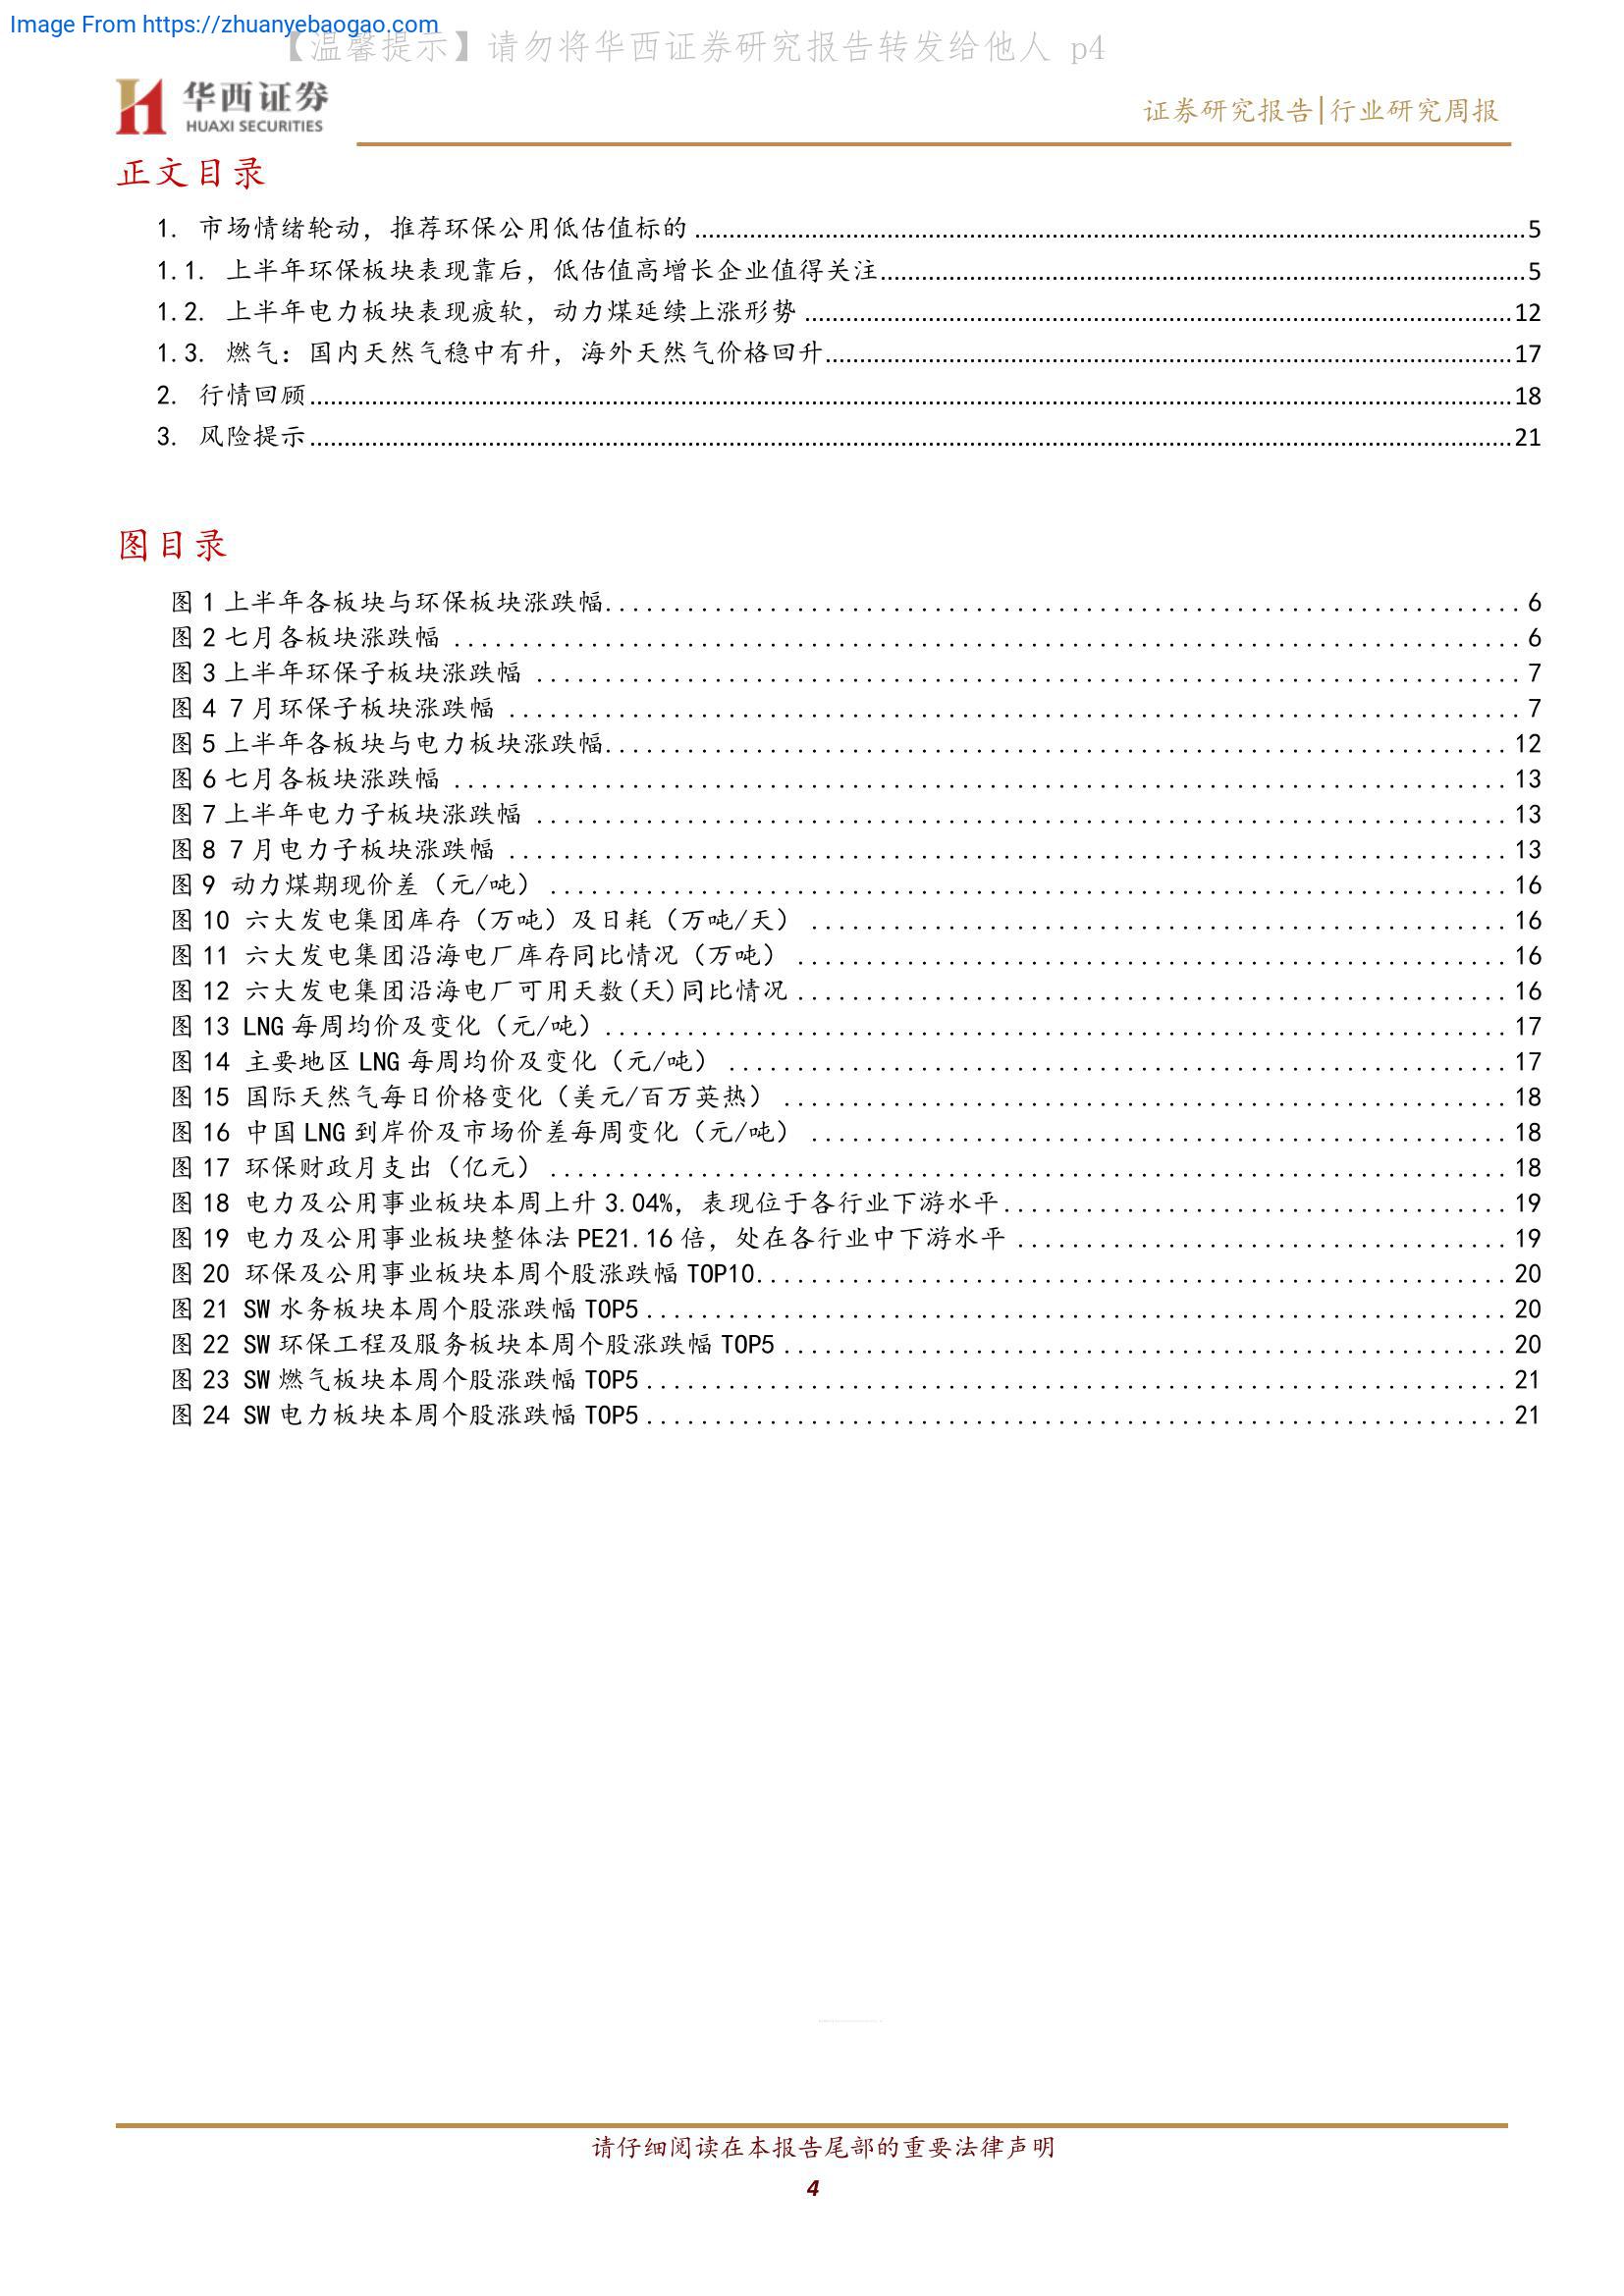 Image From https://zhuanyebaogao.com
【温馨提示】请勿将华西证券研究报告转发给他人 p4
华西证券
HUAXI SECURITIES
证券研究报告|行业研究周报
正文目录
1. 市场情绪轮动，推荐环保公用低估值标的 5
1.1. 上半年环保板块表现靠后，低估值高增长企业值得关注 5
1.2. 上半年电力板块表现疲软，动力煤延续上涨形势 12
1.3. 燃气：国内天然气稳中有升，海外天然气价格回升 17
2. 行情回顾 18
3. 风险提示 21
图目录
图 1 上半年各板块与环保板块涨跌幅 6
图 2 七月各板块涨跌幅 6
图 3 上半年环保子板块涨跌幅 7
图 4 7 月环保子板块涨跌幅 7
图 5 上半年各板块与电力板块涨跌幅 12
图 6 七月各板块涨跌幅 13
图 7 上半年电力子板块涨跌幅 13
图 8 7 月电力子板块涨跌幅 13
图 9 动力煤期现价差（元/吨） 16
图 10 六大发电集团库存（万吨）及日耗（万吨/天） 16
图 11 六大发电集团沿海电厂库存同比情况（万吨） 16
图 12 六大发电集团沿海电厂可用天数(天)同比情况 16
图 13 LNG 每周均价及变化（元/吨） 17
图 14 主要地区 LNG 每周均价及变化（元/吨） 17
图 15 国际天然气每日价格变化（美元/百万英热） 18
图 16 中国 LNG 到岸价及市场价差每周变化（元/吨） 18
图 17 环保财政月支出（亿元） 18
图 18 电力及公用事业板块本周上升 3.04%，表现位于各行业下游水平 19
图 19 电力及公用事业板块整体法 PE21.16 倍，处在各行业中下游水平 19
图 20 环保及公用事业板块本周个股涨跌幅 TOP10 20
图 21 SW 水务板块本周个股涨跌幅 TOP5 20
图 22 SW 环保工程及服务板块本周个股涨跌幅 TOP5 20
图 23 SW 燃气板块本周个股涨跌幅 TOP5 21
图 24 SW 电力板块本周个股涨跌幅 TOP5 21
请仔细阅读在本报告尾部的重要法律声明
4